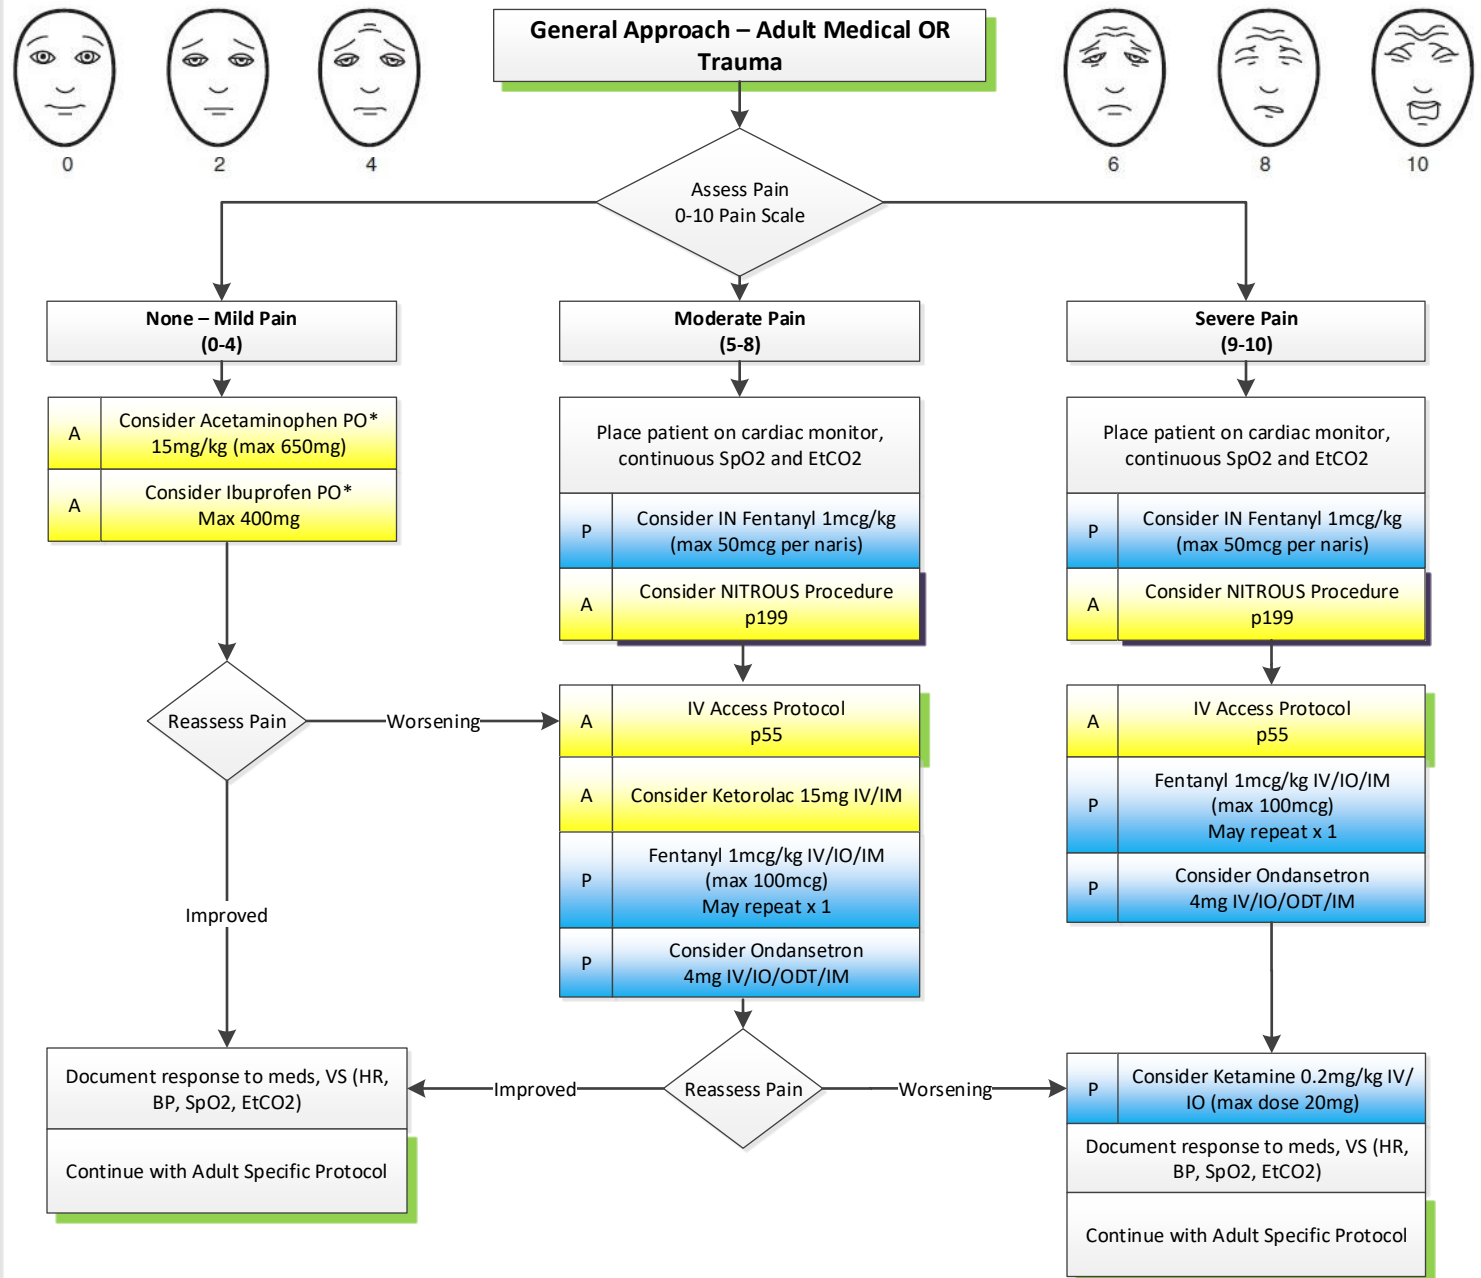 General Approach – Adult Medical OR
Trauma
0
2
4
6
8
10
Assess Pain
0-10 Pain Scale
None – Mild Pain
(0-4)
A
Consider Acetaminophen PO*
15mg/kg (max 650mg)
A
Consider Ibuprofen PO*
Max 400mg
Reassess Pain
Worsening
Improved
Document response to meds, VS (HR,
BP, SpO2, EtCO2)
Continue with Adult Specific Protocol
Moderate Pain
(5-8)
Place patient on cardiac monitor,
continuous SpO2 and EtCO2
P
Consider IN Fentanyl 1mcg/kg
(max 50mcg per naris)
A
Consider NITROUS Procedure
p199
A
IV Access Protocol
p55
A
Consider Ketorolac 15mg IV/IM
P
Fentanyl 1mcg/kg IV/IO/IM
(max 100mcg)
May repeat x 1
P
Consider Ondansetron
4mg IV/IO/ODT/IM
Reassess Pain
Improved
Worsening
Severe Pain
(9-10)
Place patient on cardiac monitor,
continuous SpO2 and EtCO2
P
Consider IN Fentanyl 1mcg/kg
(max 50mcg per naris)
A
Consider NITROUS Procedure
p199
A
IV Access Protocol
p55
P
Fentanyl 1mcg/kg IV/IO/IM
(max 100mcg)
May repeat x 1
P
Consider Ondansetron
4mg IV/IO/ODT/IM
P
Consider Ketamine 0.2mg/kg IV/
IO (max dose 20mg)
Document response to meds, VS (HR,
BP, SpO2, EtCO2)
Continue with Adult Specific Protocol